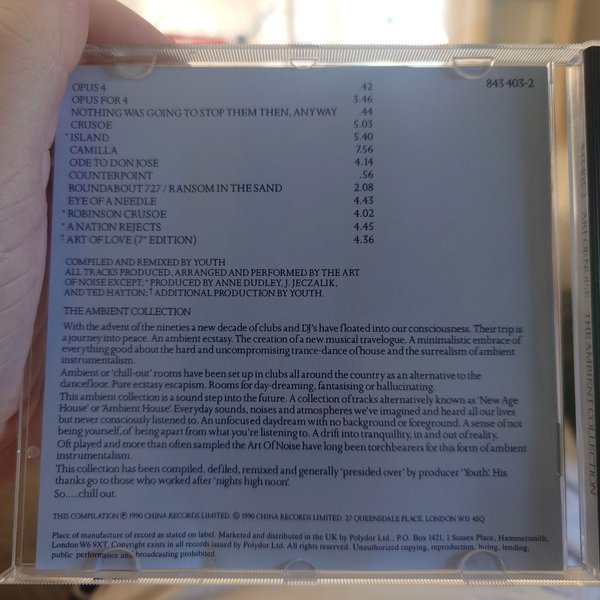 843 403-2
OPUS 4 .42
OPUS FOR 4 3.46
NOTHING WAS GOING TO STOP THEM THEN, ANYWAY .44
CRUSOE 5.03
*ISLAND 5.40
CAMILLA 7.56
ODE TO DON JOSE 4.14
COUNTERPOINT .56
ROUNDABOUT 727 / RANSOM IN THE SAND 2.08
EYE OF A NEEDLE 4.43
*ROBINSON CRUSOE 4.02
*A NATION REJECTS 4.45
†ART OF LOVE (7" EDITION) 4.36
COMPILED AND REMIXED BY YOUTH
ALL TRACKS PRODUCED, ARRANGED AND PERFORMED BY THE ART
OF NOISE EXCEPT; * PRODUCED BY ANNE DUDLEY, J. JECZALIK,
AND TED HAYTON; † ADDITIONAL PRODUCTION BY YOUTH.
THE AMBIENT COLLECTION
With the advent of the nineties a new decade of clubs and DJ's have floated into our consciousness. Their trip is
a journey into peace. An ambient ecstasy. The creation of a new musical travelogue. A minimalistic embrace of
everything good about the hard and uncompromising trance-dance of house and the surrealism of ambient
instrumentalism.
Ambient or 'chill-out' rooms have been set up in clubs all around the country as an alternative to the
dancefloor. Pure ecstasy escapism. Rooms for day-dreaming, fantasising or hallucinating.
This ambient collection is a sound step into the future. A collection of tracks alternatively known as 'New Age
House' or 'Ambient House'. Everyday sounds, noises and atmospheres we've imagined and heard all our lives
but never consciously listened to. An unfocused daydream with no background or foreground. A sense of not
being yourself, of being apart from what you're listening to. A drift into tranquillity, in and out of reality.
Oft played and more than often sampled the Art Of Noise have long been torchbearers for this form of ambient
instrumentalism.
This collection has been compiled, defiled, remixed and generally 'presided over' by producer 'Youth'. His
thanks go to those who worked after 'nights high noon'.
So.....chill out.
THIS COMPILATION ℗ 1990 CHINA RECORDS LIMITED. © 1990 CHINA RECORDS LIMITED. 27 QUEENSDALE PLACE, LONDON W11 4SQ
Place of manufacture of record as stated on label. Marketed and distributed in the UK by Polydor Ltd., P.O. Box 1421, 1 Sussex Place, Hammersmith,
London W6 9XT. Copyright exists in all records issued by Polydor Ltd. All rights reserved. Unauthorized copying, reproduction, hiring, lending,
public performance and broadcasting prohibited.
ART OF NOISE THE AMBIENT COLLECTION